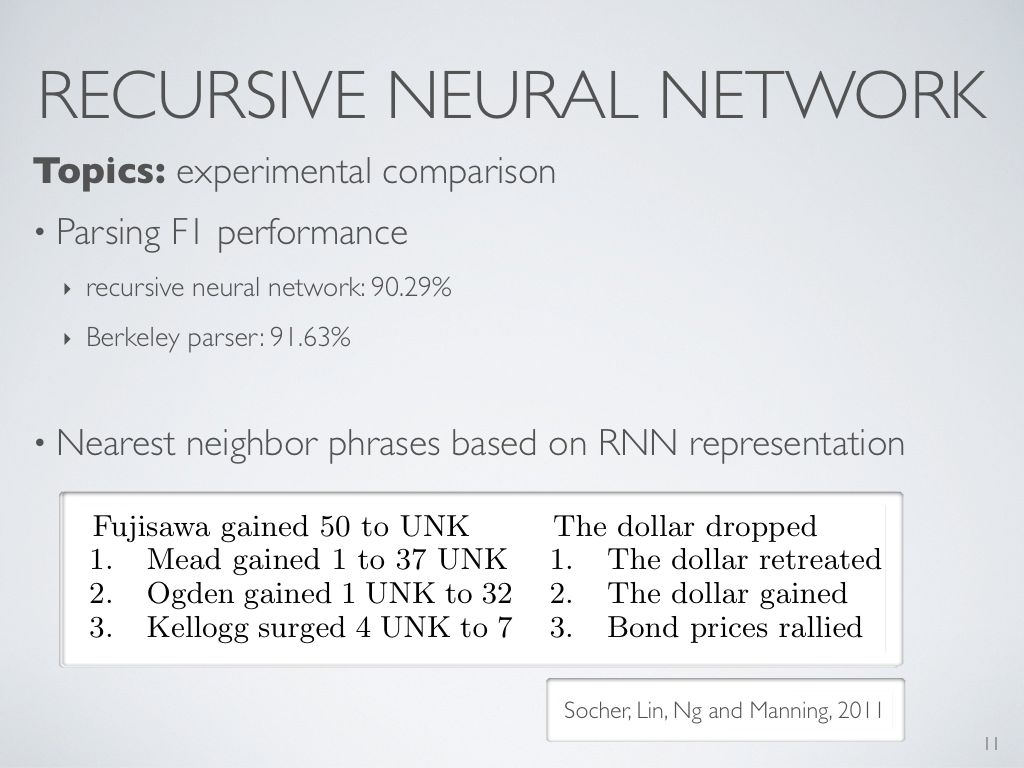 RECURSIVE NEURAL NETWORK
Topics: experimental comparison
• Parsing F1 performance
‣ recursive neural network: 90.29%
‣ Berkeley parser: 91.63%
• Nearest neighbor phrases based on RNN representation
Fujisawa gained 50 to UNK
1. Mead gained 1 to 37 UNK
2. Ogden gained 1 UNK to 32
3. Kellogg surged 4 UNK to 7
The dollar dropped
1. The dollar retreated
2. The dollar gained
3. Bond prices rallied
Socher, Lin, Ng and Manning, 2011
11